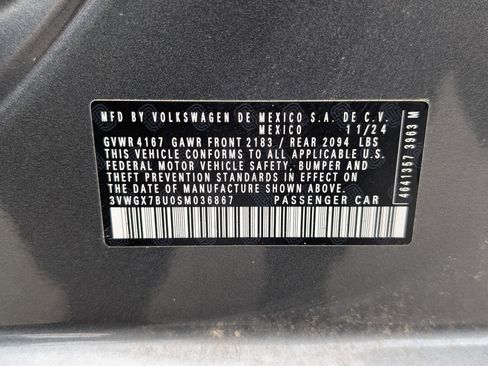 MFD BY VOLKSWAGEN DE MEXICO S.A. DE C.V.
MEXICO 11/24
GVWR 4167 GAWR FRONT 2183 / REAR 2094 LBS
THIS VEHICLE CONFORMS TO ALL APPLICABLE U.S.
FEDERAL MOTOR VEHICLE SAFETY, BUMPER AND
THEFT PREVENTION STANDARDS IN EFFECT ON
THE DATE OF MANUFACTURE SHOWN ABOVE.
3VWGX7BU0SM036867 PASSENGER CAR
4641357 3963 M